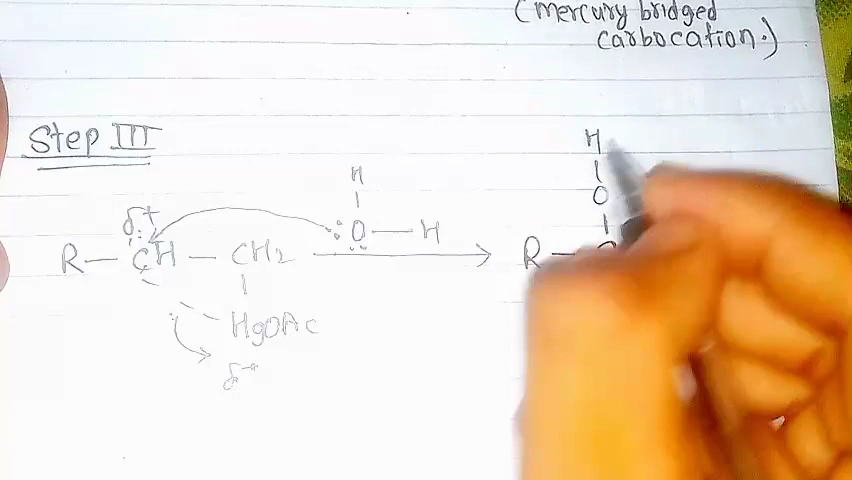 (mercury bridged
carbocation.)
Step III
H
H
O
δ+
O — H
R — CH — CH2
R —
HgOAc
δ+